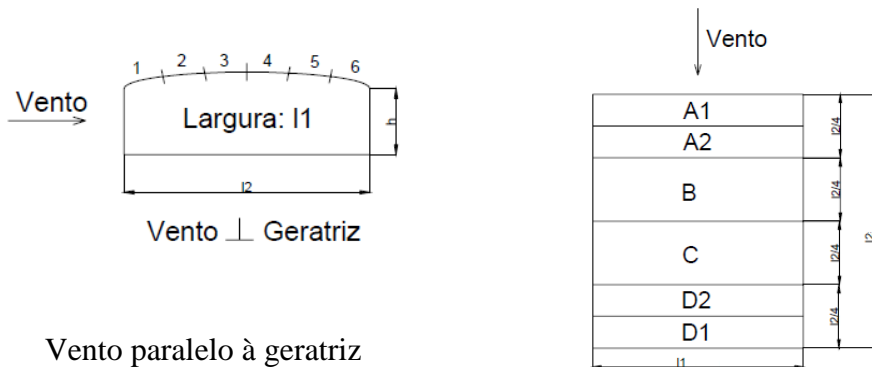 1 2 3 4 5 6
Vento
Largura: l1
h
l2
Vento ⊥ Geratriz
Vento paralelo à geratriz
Vento
A1
A2
B
C
D2
D1
l2/4
l2/4
l2/4
l2/4
l2
l1